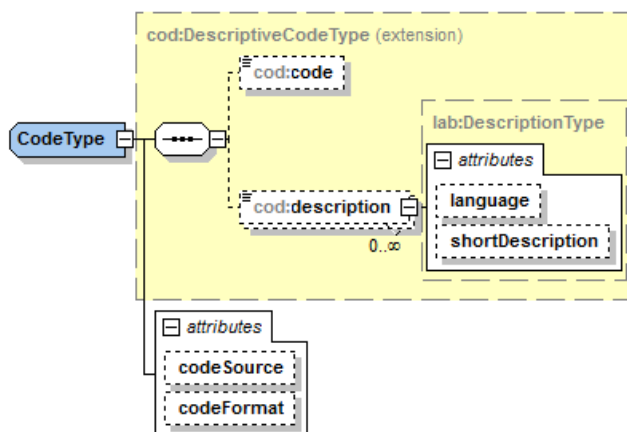 cod:DescriptiveCodeType (extension)
cod:code
lab:DescriptionType
CodeType
attributes
language
cod:description
shortDescription
0..∞
attributes
codeSource
codeFormat